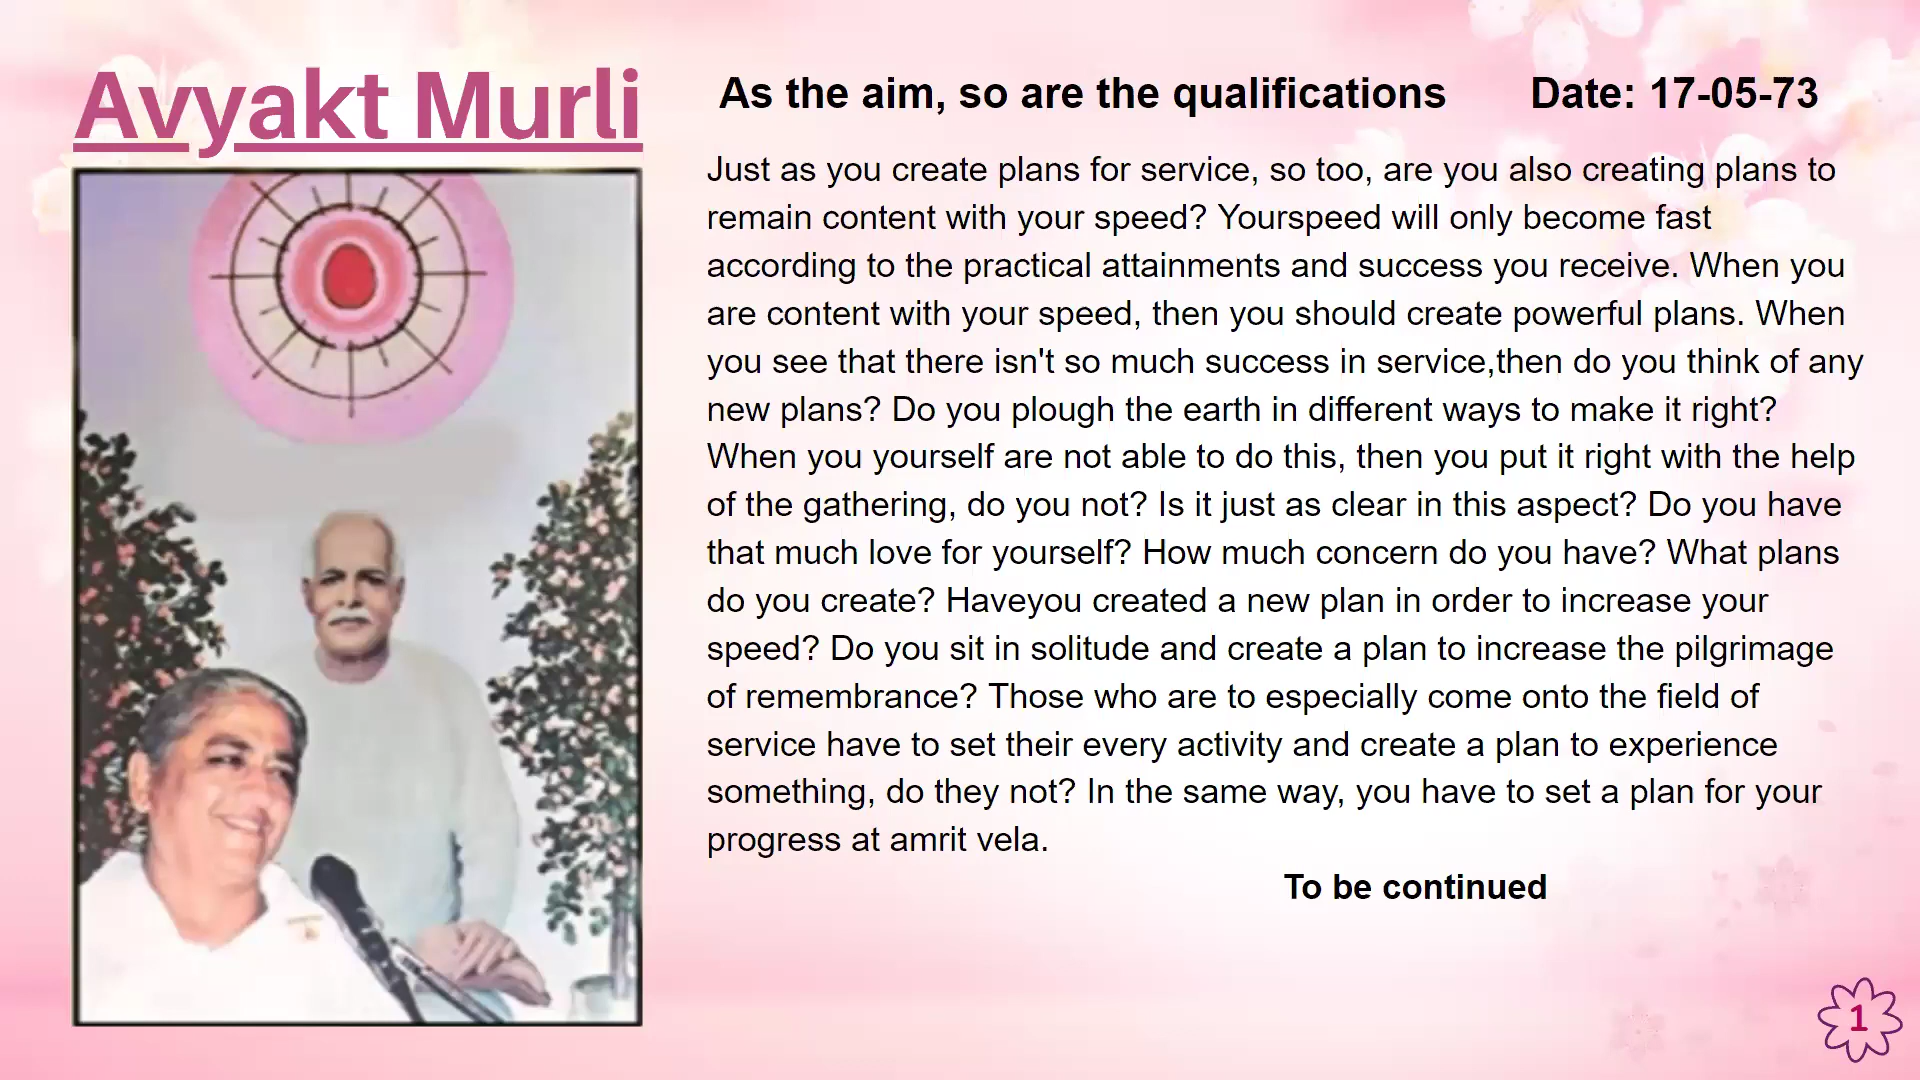 Avyakt Murli
As the aim, so are the qualifications Date: 17-05-73
Just as you create plans for service, so too, are you also creating plans to
remain content with your speed? Yourspeed will only become fast
according to the practical attainments and success you receive. When you
are content with your speed, then you should create powerful plans. When
you see that there isn't so much success in service,then do you think of any
new plans? Do you plough the earth in different ways to make it right?
When you yourself are not able to do this, then you put it right with the help
of the gathering, do you not? Is it just as clear in this aspect? Do you have
that much love for yourself? How much concern do you have? What plans
do you create? Haveyou created a new plan in order to increase your
speed? Do you sit in solitude and create a plan to increase the pilgrimage
of remembrance? Those who are to especially come onto the field of
service have to set their every activity and create a plan to experience
something, do they not? In the same way, you have to set a plan for your
progress at amrit vela.
To be continued
1